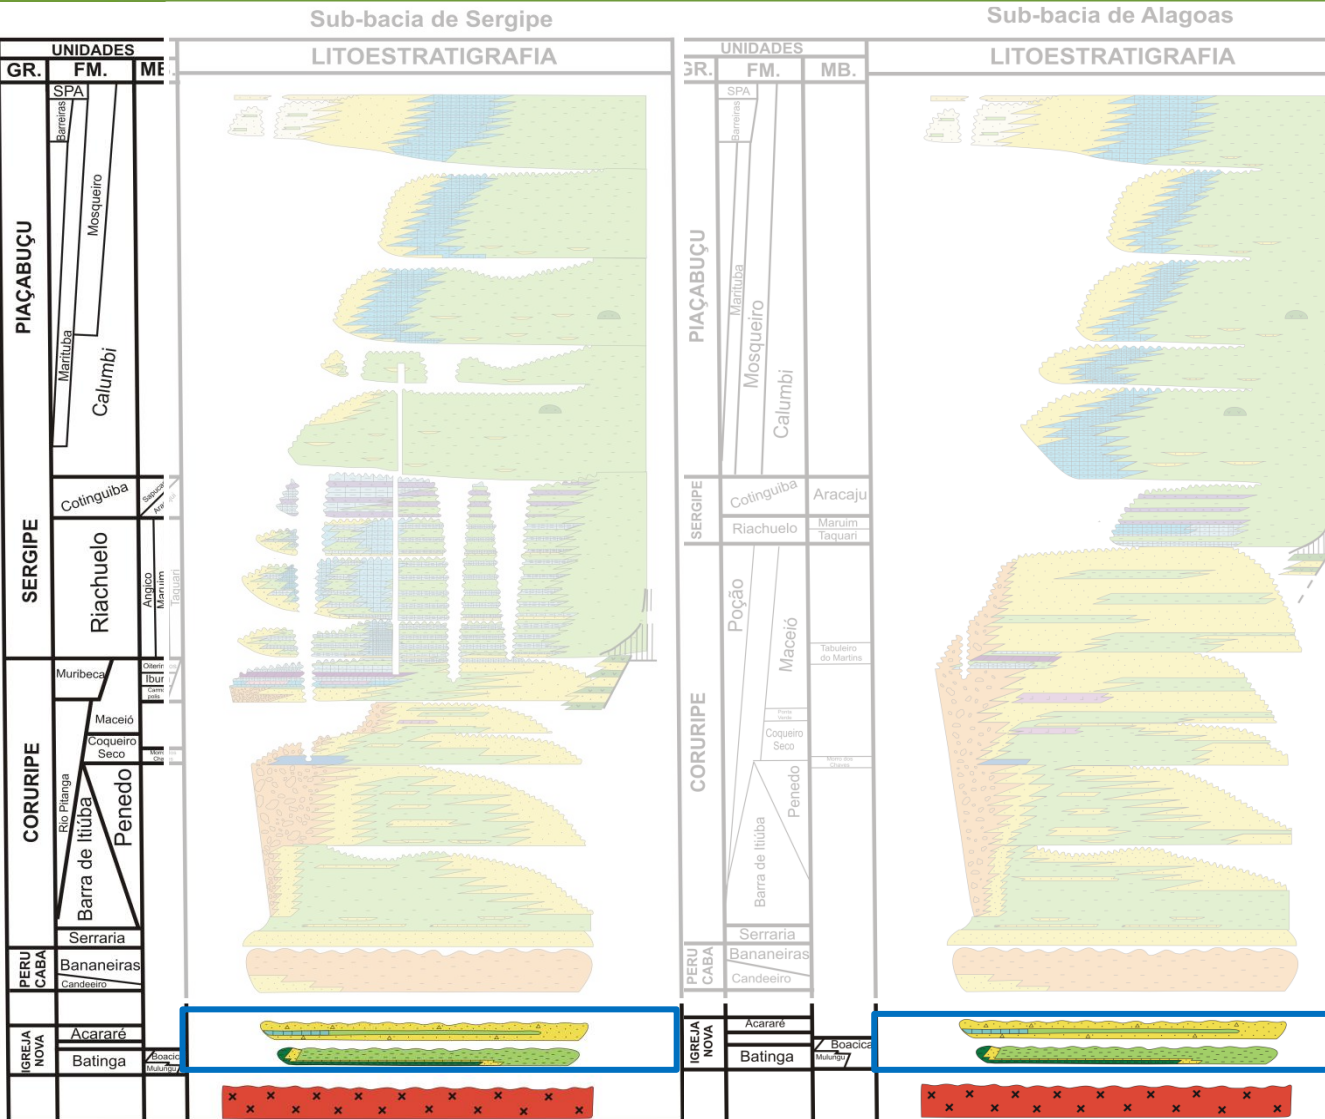 Sub-bacia de Sergipe
Sub-bacia de Alagoas
UNIDADES
GR. FM. MB.
LITOESTRATIGRAFIA
SPA
Barreiras
Mosqueiro
PIAÇABUÇU
Marituba
Calumbi
Cotinguiba
SERGIPE
Riachuelo
Angico
Maruim
Taquari
Muribeca
Maceió
Coqueiro
Seco
CORURIPE
Rio Pitanga
Barra de Itiúba
Penedo
Serraria
PERU
CABA
Bananeiras
Candeeiro
IGREJA
NOVA
Acararé
Batinga
Mulungu
UNIDADES
GR. FM. MB.
LITOESTRATIGRAFIA
SPA
Barreiras
PIAÇABUÇU
Marituba
Mosqueiro
Calumbi
SERGIPE
Cotinguiba
Aracaju
Riachuelo
Maruim
Taquari
Poção
Maceió
Tabuleiro
do Martins
CORURIPE
Coqueiro
Seco
Barra de Itiúba
Penedo
Serraria
PERU
CABA
Bananeiras
Candeeiro
IGREJA
NOVA
Acararé
Batinga
Boacica
Mulungu